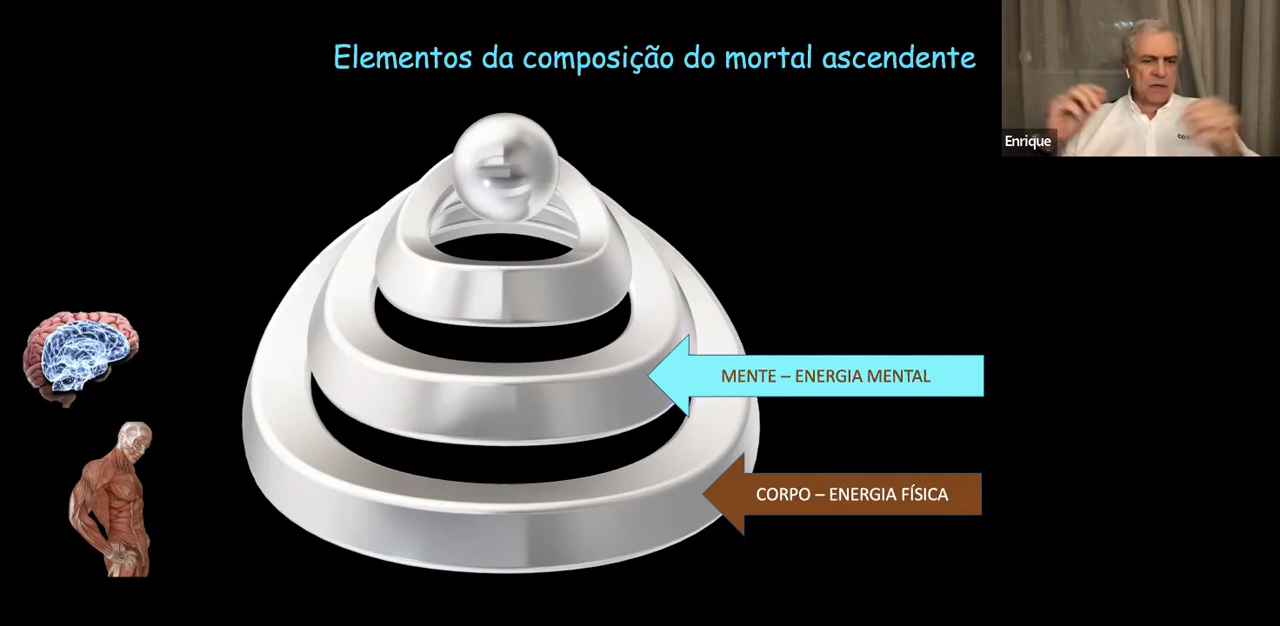 Elementos da composição do mortal ascendente
Enrique
MENTE – ENERGIA MENTAL
CORPO – ENERGIA FÍSICA